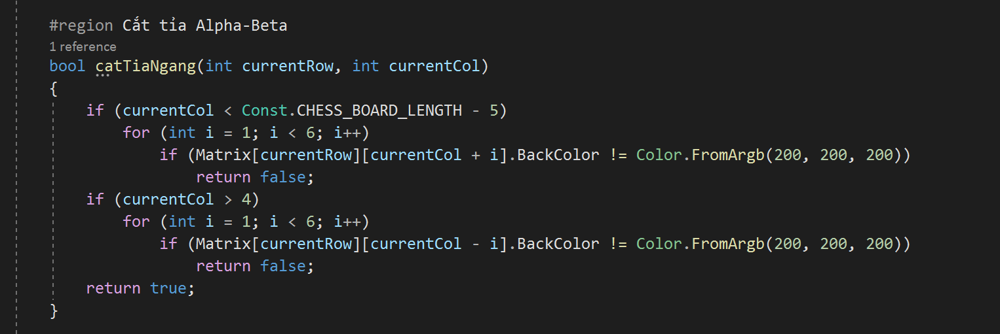 #region Cắt tỉa Alpha-Beta
1 reference
bool catTiaNgang(int currentRow, int currentCol)
{
if (currentCol < Const.CHESS_BOARD_LENGTH - 5)
for (int i = 1; i < 6; i++)
if (Matrix[currentRow][currentCol + i].BackColor != Color.FromArgb(200, 200, 200))
return false;
if (currentCol > 4)
for (int i = 1; i < 6; i++)
if (Matrix[currentRow][currentCol - i].BackColor != Color.FromArgb(200, 200, 200))
return false;
return true;
}